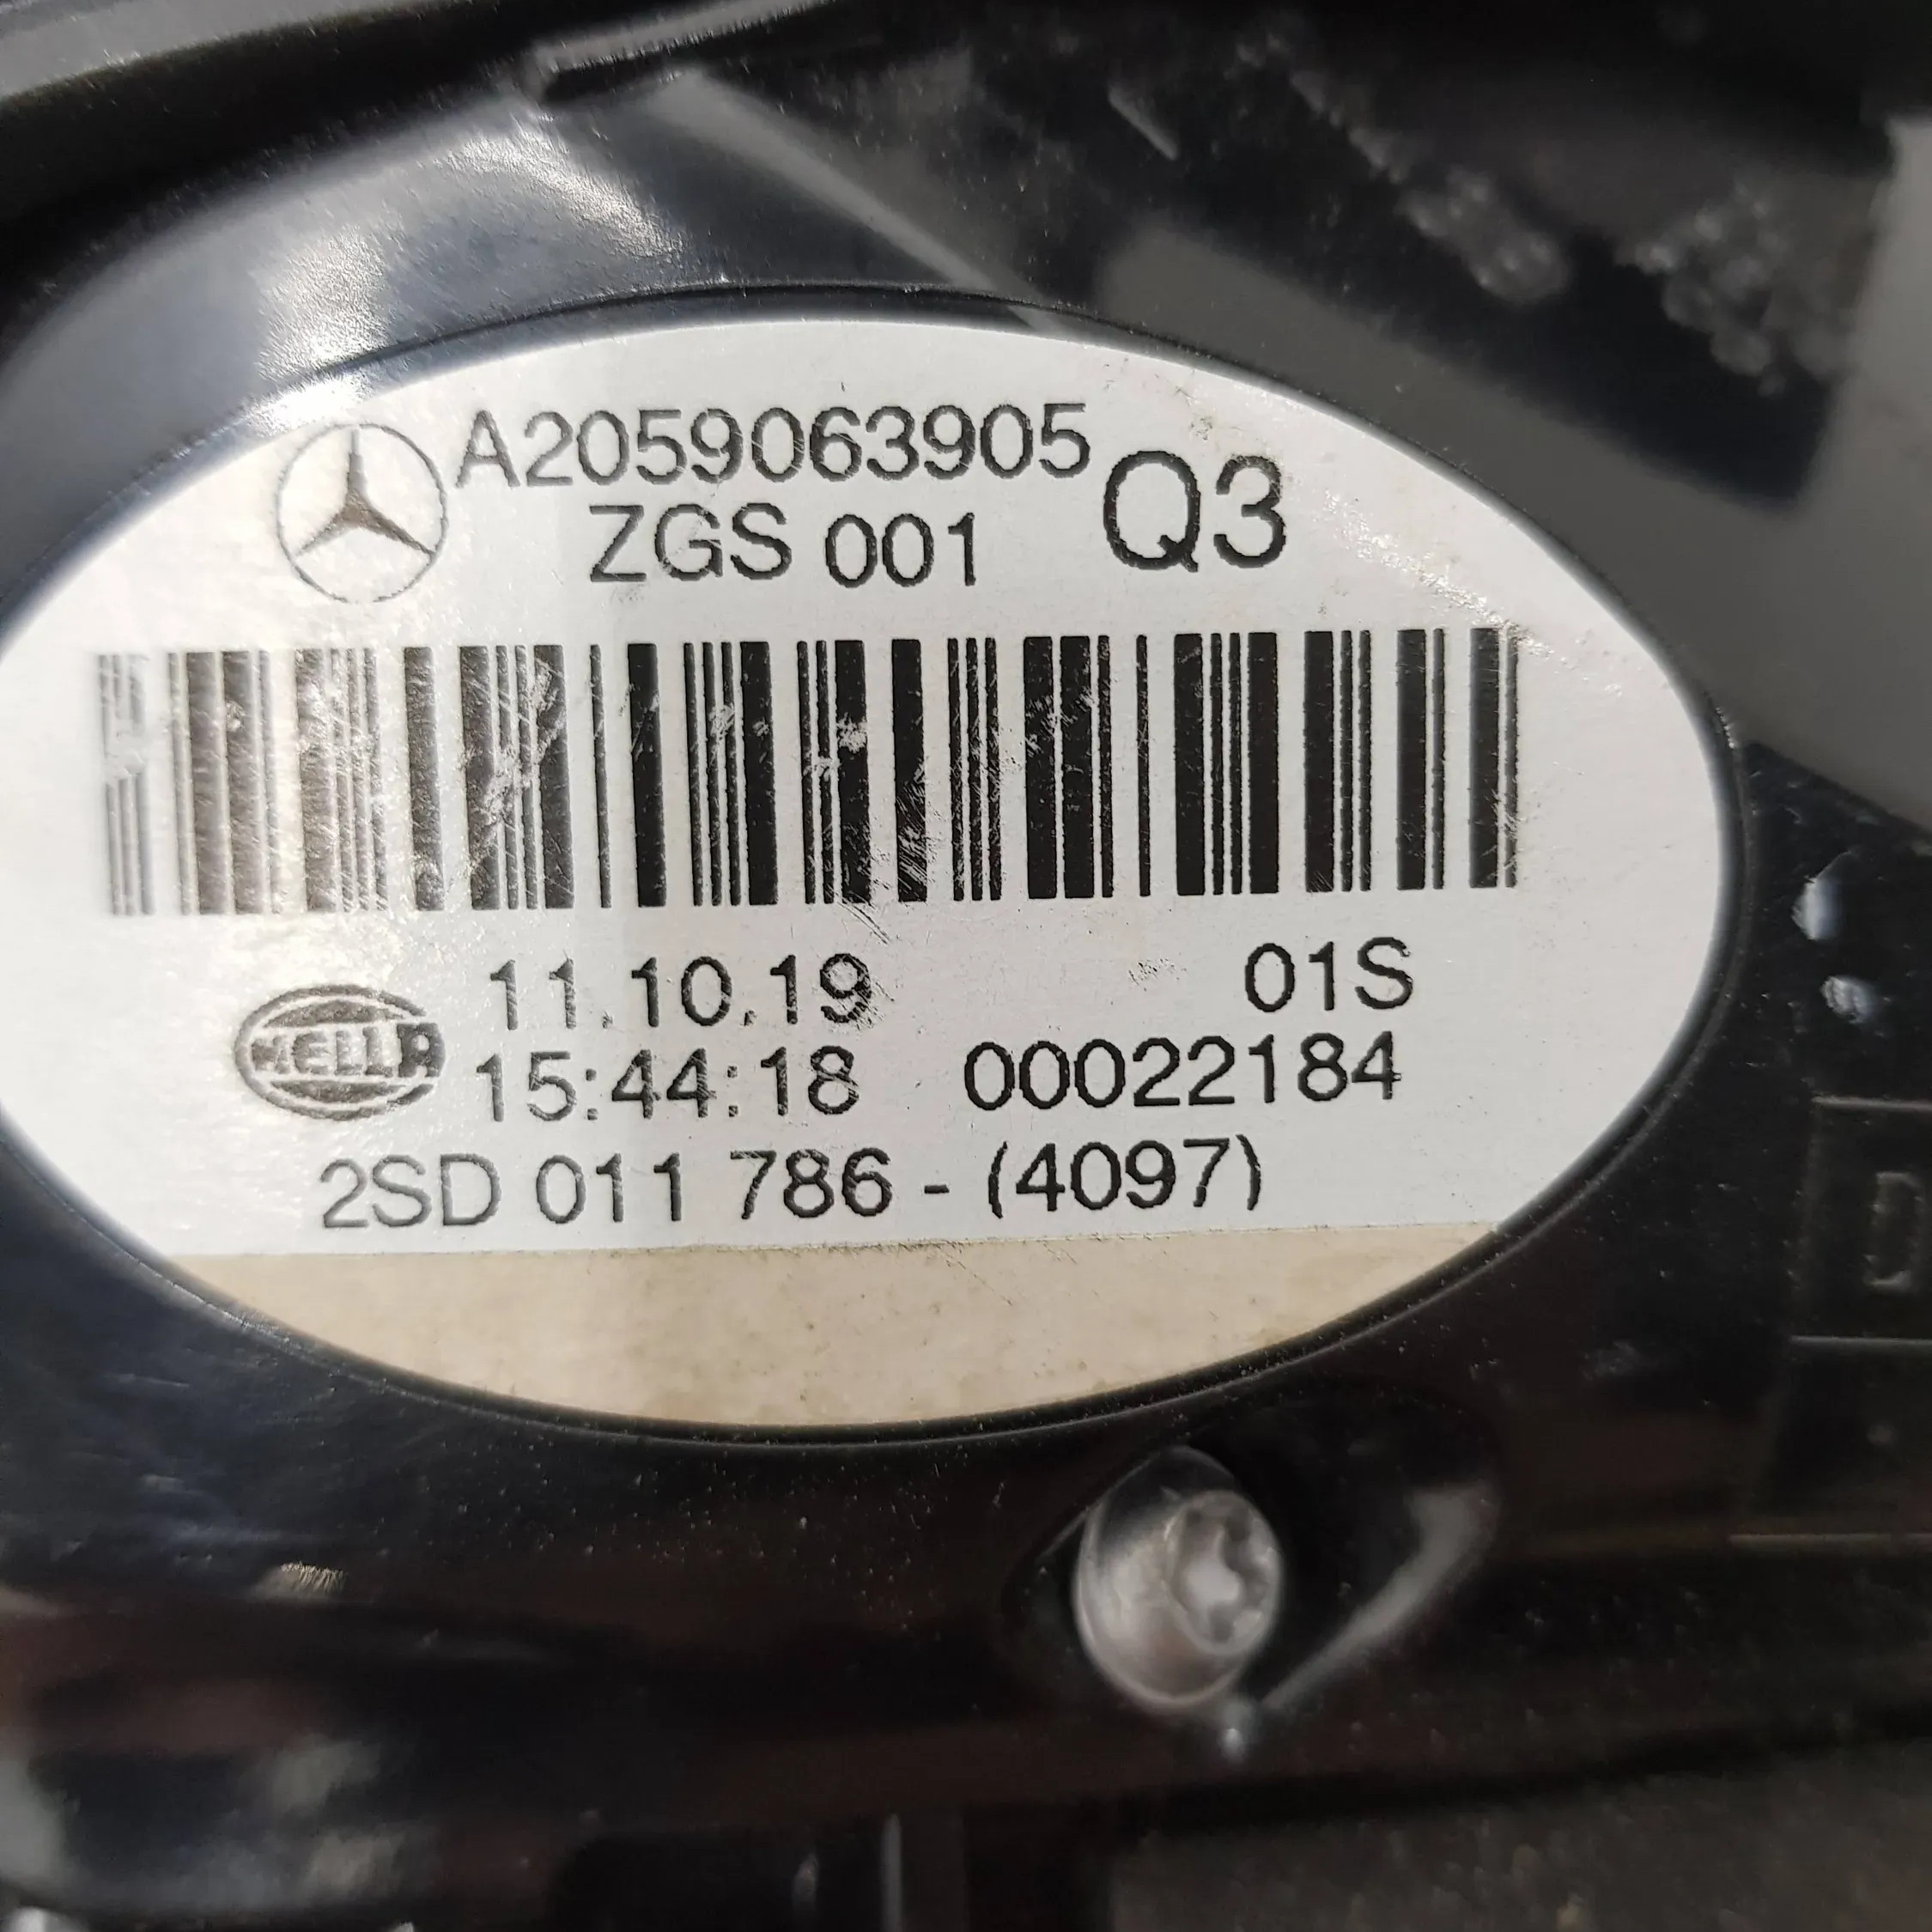 A2059063905
ZGS 001
Q3
11.10.19
01S
HELLA
15:44:18
00022184
2SD 011 786 - (4097)